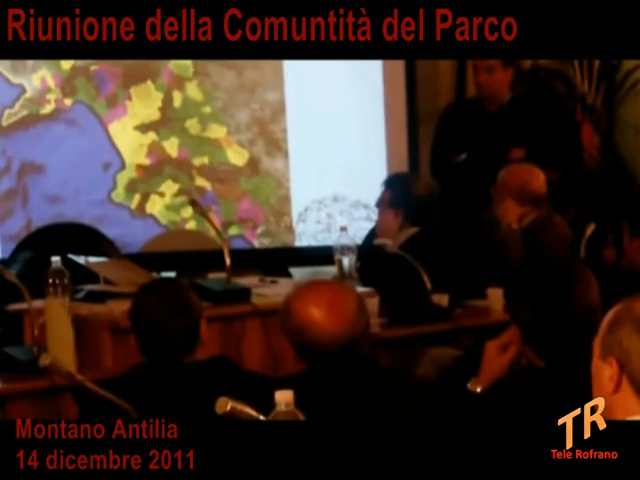 Riunione della Comuntità del Parco
Montano Antilia
14 dicembre 2011
TR
Tele Rofrano